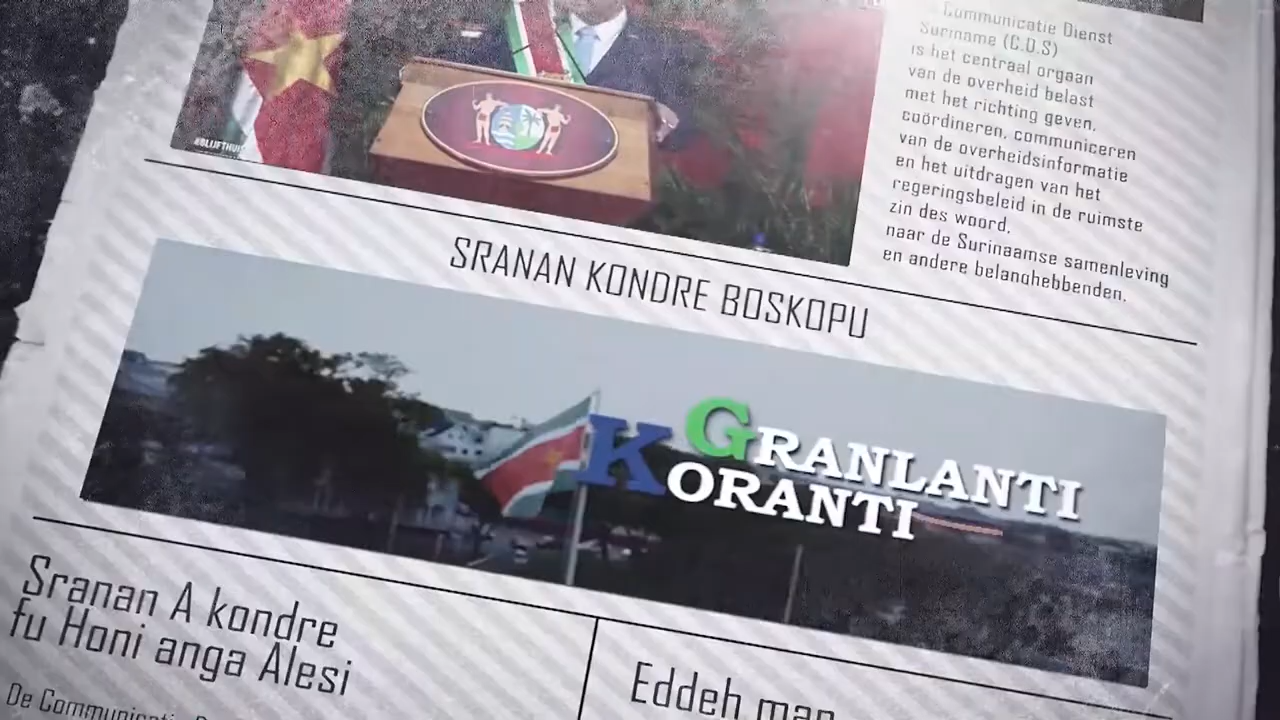 Communicatie Dienst
Suriname (C.D.S)
is het centraal orgaan
van de overheid belast
met het richting geven,
coördineren, communiceren
van de overheidsinformatie
en het uitdragen van het
regeringsbeleid in de ruimste
zin des woord,
naar de Surinaamse samenleving
en andere belanghebbenden.
SRANAN KONDRE BOSKOPU
GRANLANTI
KORANTI
Sranan A kondre
fu Honi anga Alesi
De
Eddeh man